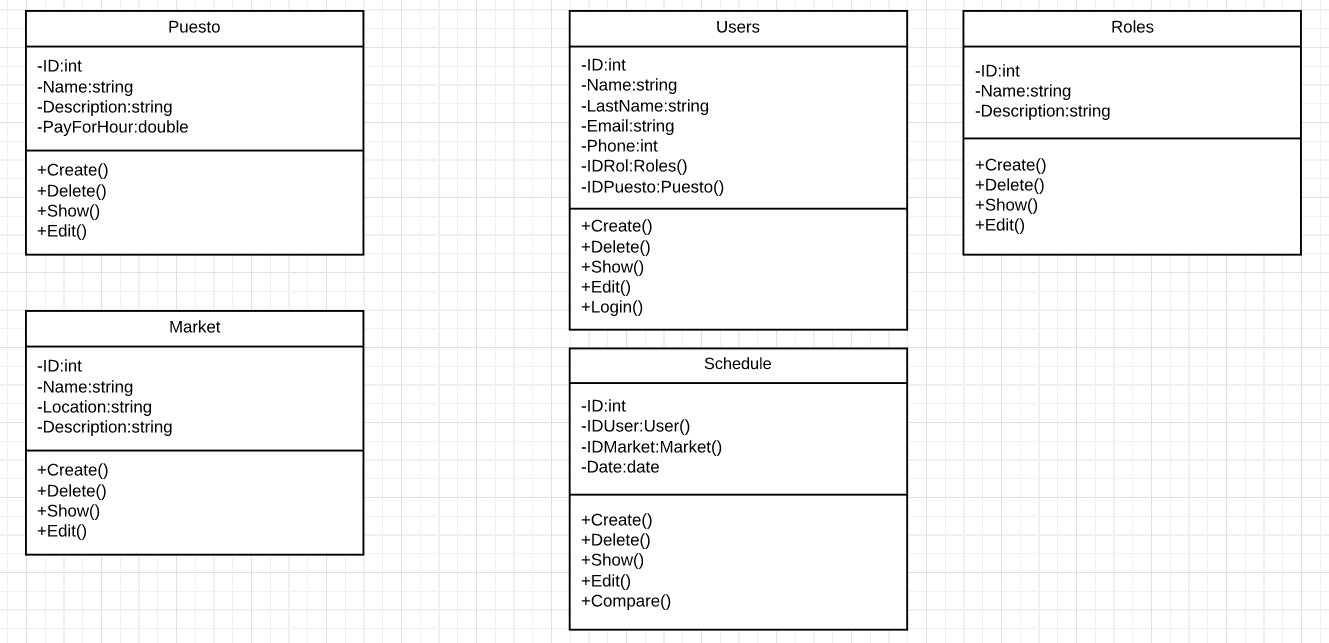 Puesto
-ID:int
-Name:string
-Description:string
-PayForHour:double
+Create()
+Delete()
+Show()
+Edit()
Users
-ID:int
-Name:string
-LastName:string
-Email:string
-Phone:int
-IDRol:Roles()
-IDPuesto:Puesto()
+Create()
+Delete()
+Show()
+Edit()
+Login()
Roles
-ID:int
-Name:string
-Description:string
+Create()
+Delete()
+Show()
+Edit()
Market
-ID:int
-Name:string
-Location:string
-Description:string
+Create()
+Delete()
+Show()
+Edit()
Schedule
-ID:int
-IDUser:User()
-IDMarket:Market()
-Date:date
+Create()
+Delete()
+Show()
+Edit()
+Compare()